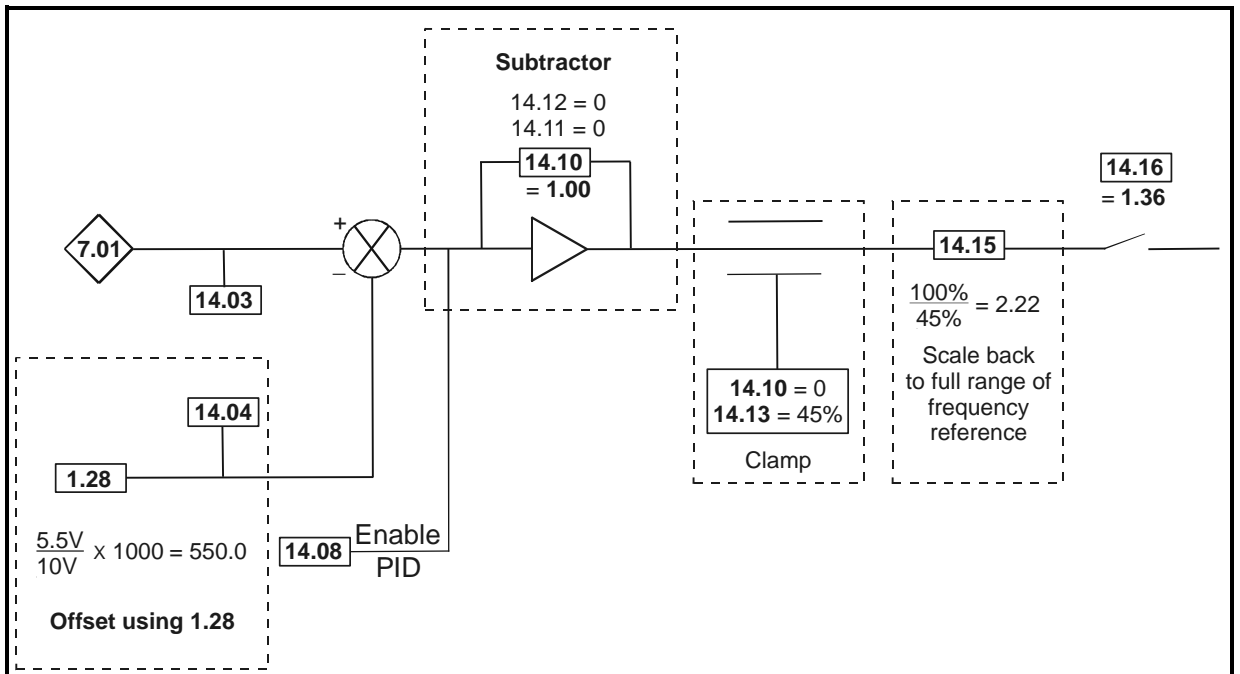 Subtractor
14.12 = 0
14.11 = 0
14.10
= 1.00
14.16
= 1.36
7.01
+
–
14.03
14.15
100%
45% = 2.22
Scale back
to full range of
frequency
reference
14.10 = 0
14.13 = 45%
Clamp
14.04
1.28
5.5V
10V x 1000 = 550.0
Offset using 1.28
14.08
Enable
PID